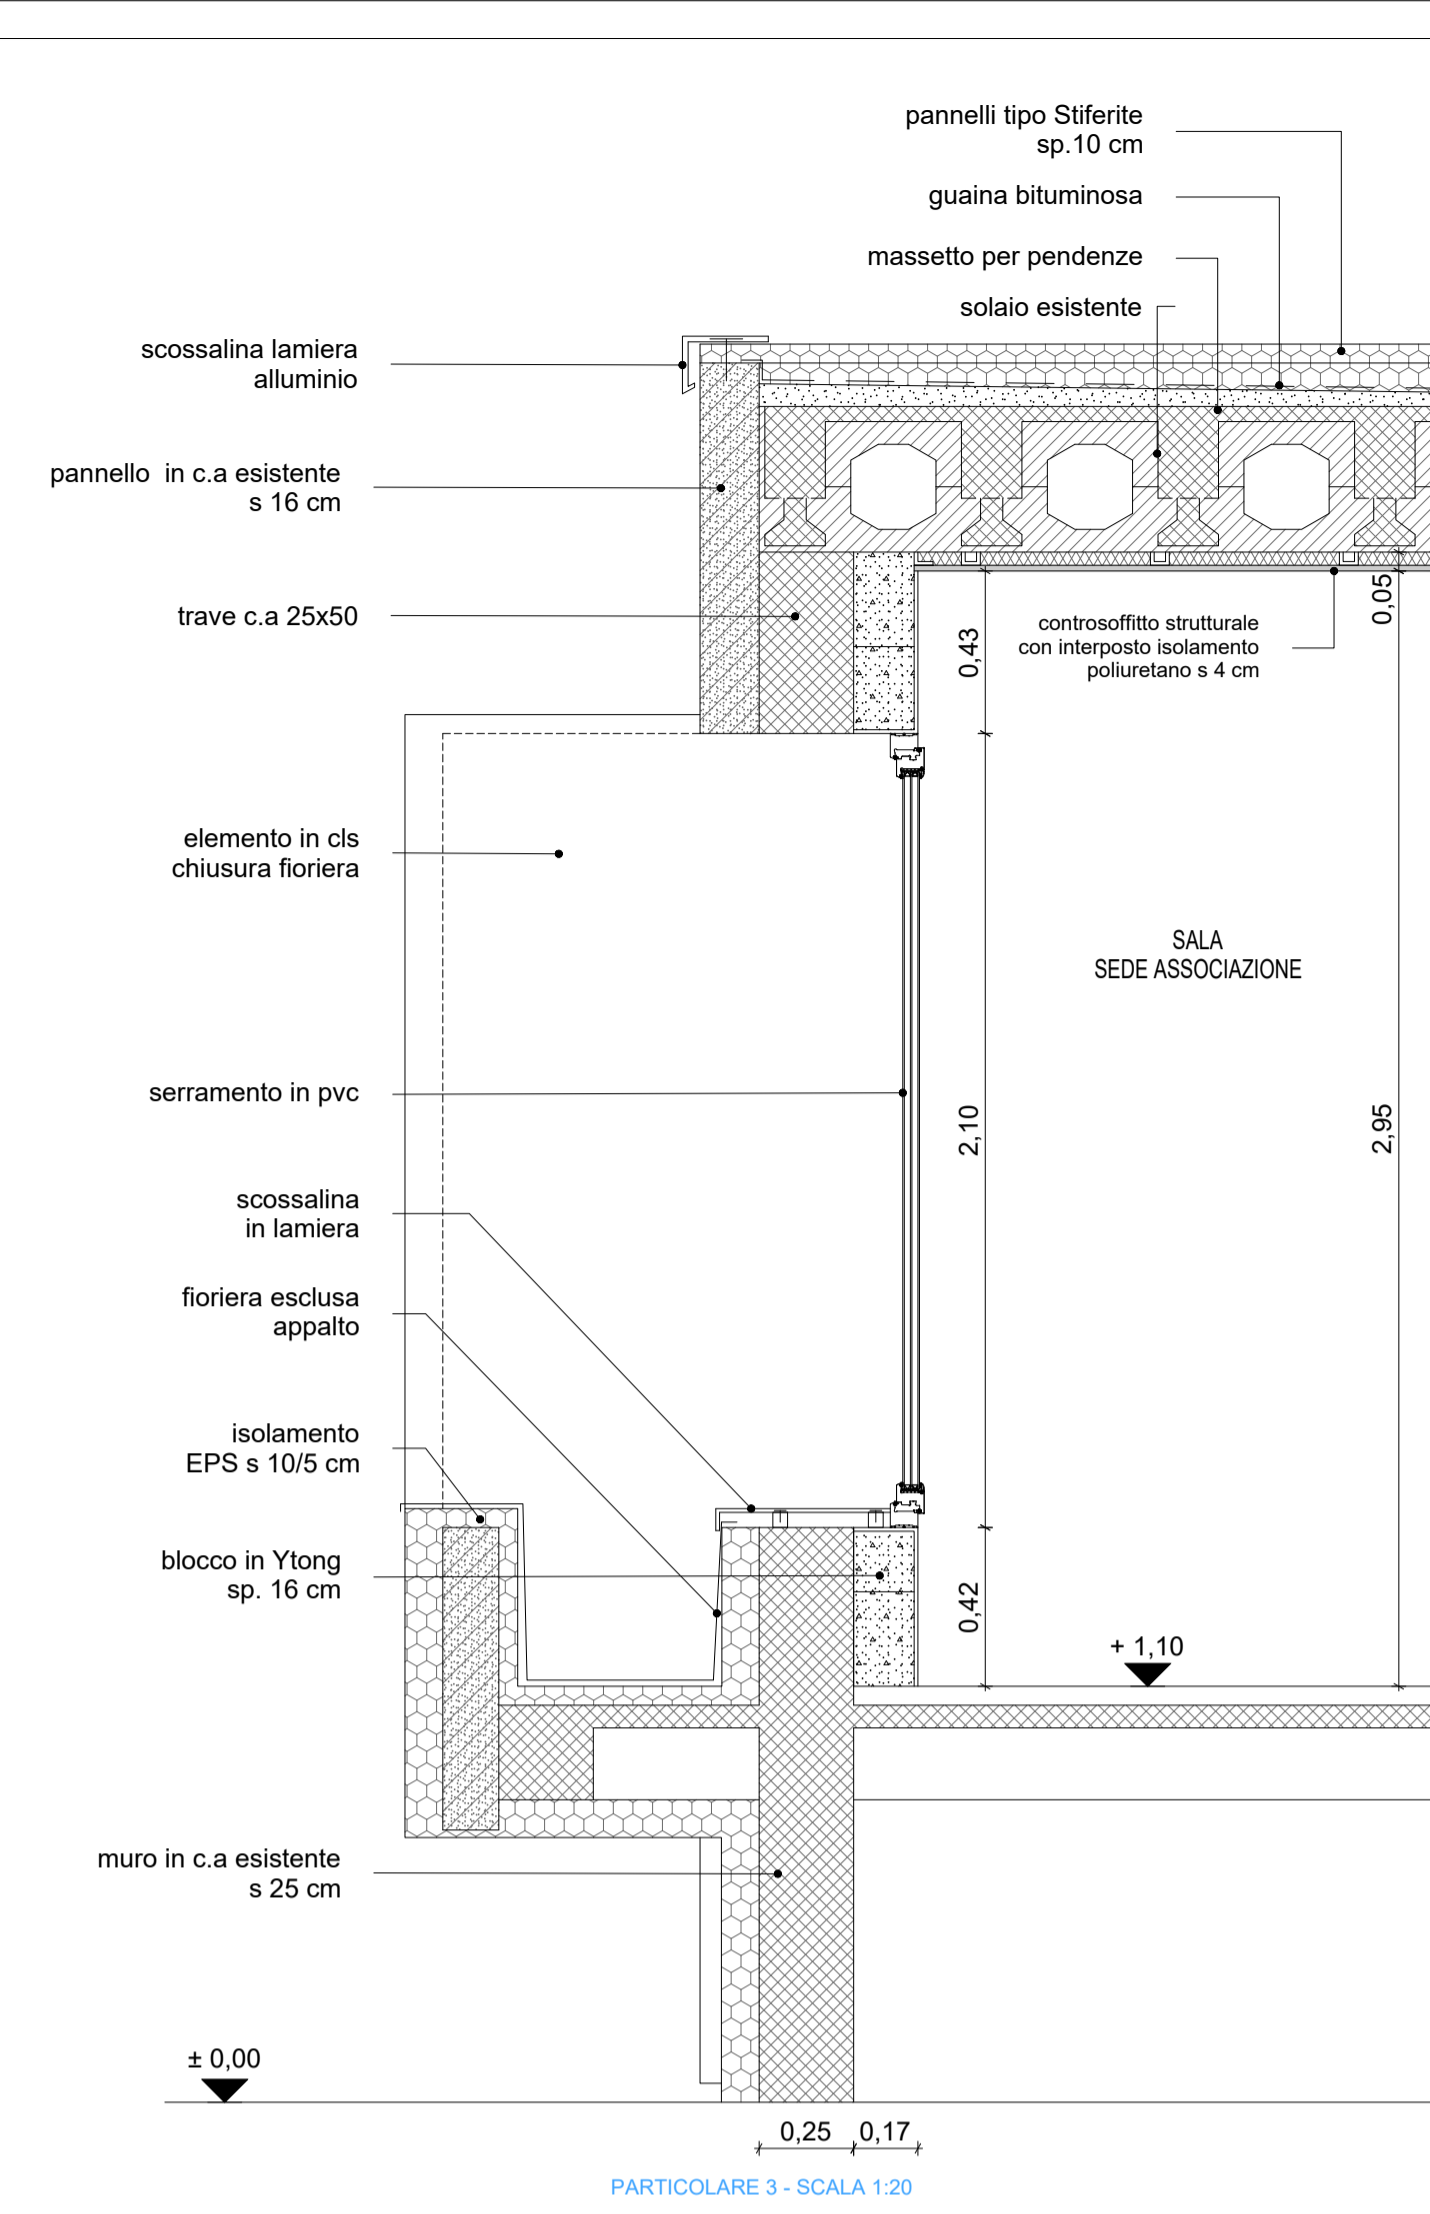 pannelli tipo Stiferite
sp.10 cm
guaina bituminosa
massetto per pendenze
solaio esistente
scossalina lamiera
alluminio
pannello  in c.a esistente
s 16 cm
trave c.a 25x50
controsoffitto strutturale
con interposto isolamento
poliuretano s 4 cm
0,05
0,43
elemento in cls
chiusura fioriera
SALA
SEDE ASSOCIAZIONE
serramento in pvc
2,10
2,95
scossalina
in lamiera
fioriera esclusa
appalto
isolamento
EPS s 10/5 cm
blocco in Ytong
sp. 16 cm
0,42
+ 1,10
muro in c.a esistente
s 25 cm
± 0,00
0,25
0,17
PARTICOLARE 3 - SCALA 1:20